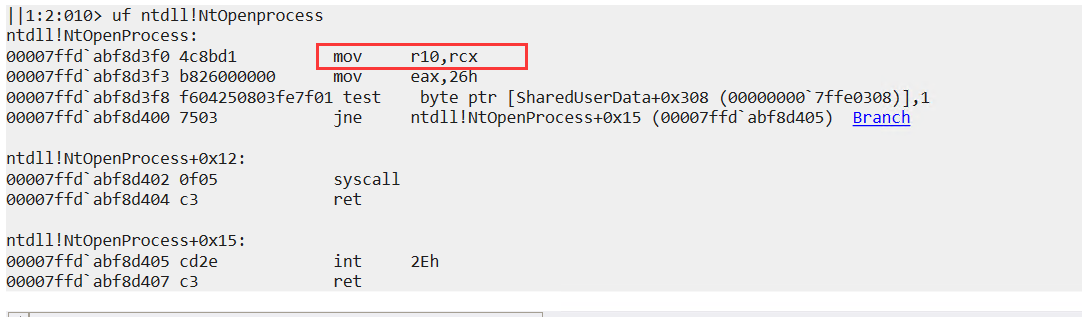 ||1:2:010> uf ntdll!NtOpenprocess
ntdll!NtOpenProcess:
00007ffd`abf8d3f0 4c8bd1 mov r10,rcx
00007ffd`abf8d3f3 b826000000 mov eax,26h
00007ffd`abf8d3f8 f604250803fe7f01 test byte ptr [SharedUserData+0x308 (00000000`7ffe0308)],1
00007ffd`abf8d400 7503 jne ntdll!NtOpenProcess+0x15 (00007ffd`abf8d405) Branch
ntdll!NtOpenProcess+0x12:
00007ffd`abf8d402 0f05 syscall
00007ffd`abf8d404 c3 ret
ntdll!NtOpenProcess+0x15:
00007ffd`abf8d405 cd2e int 2Eh
00007ffd`abf8d407 c3 ret